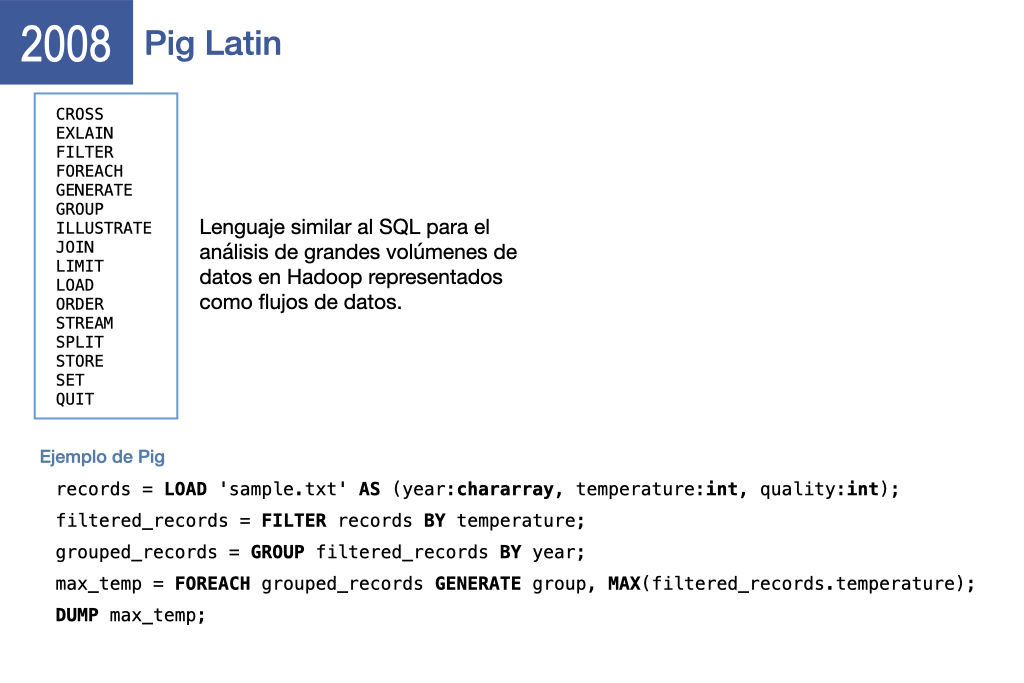 2008 Pig Latin
CROSS
EXLAIN
FILTER
FOREACH
GENERATE
GROUP
ILLUSTRATE
JOIN
LIMIT
LOAD
ORDER
STREAM
SPLIT
STORE
SET
QUIT
Lenguaje similar al SQL para el
análisis de grandes volúmenes de
datos en Hadoop representados
como flujos de datos.
Ejemplo de Pig
records = LOAD 'sample.txt' AS (year:chararray, temperature:int, quality:int);
filtered_records = FILTER records BY temperature;
grouped_records = GROUP filtered_records BY year;
max_temp = FOREACH grouped_records GENERATE group, MAX(filtered_records.temperature);
DUMP max_temp;